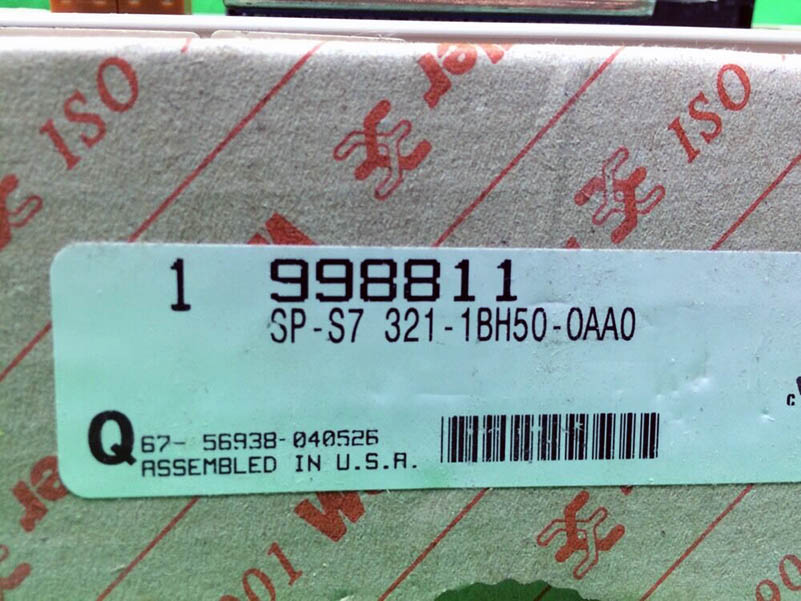 ISO
ISO
1 998811
SP-S7 321-1BH50-0AA0
Q 67- 56938-040526
ASSEMBLED IN U.S.A.